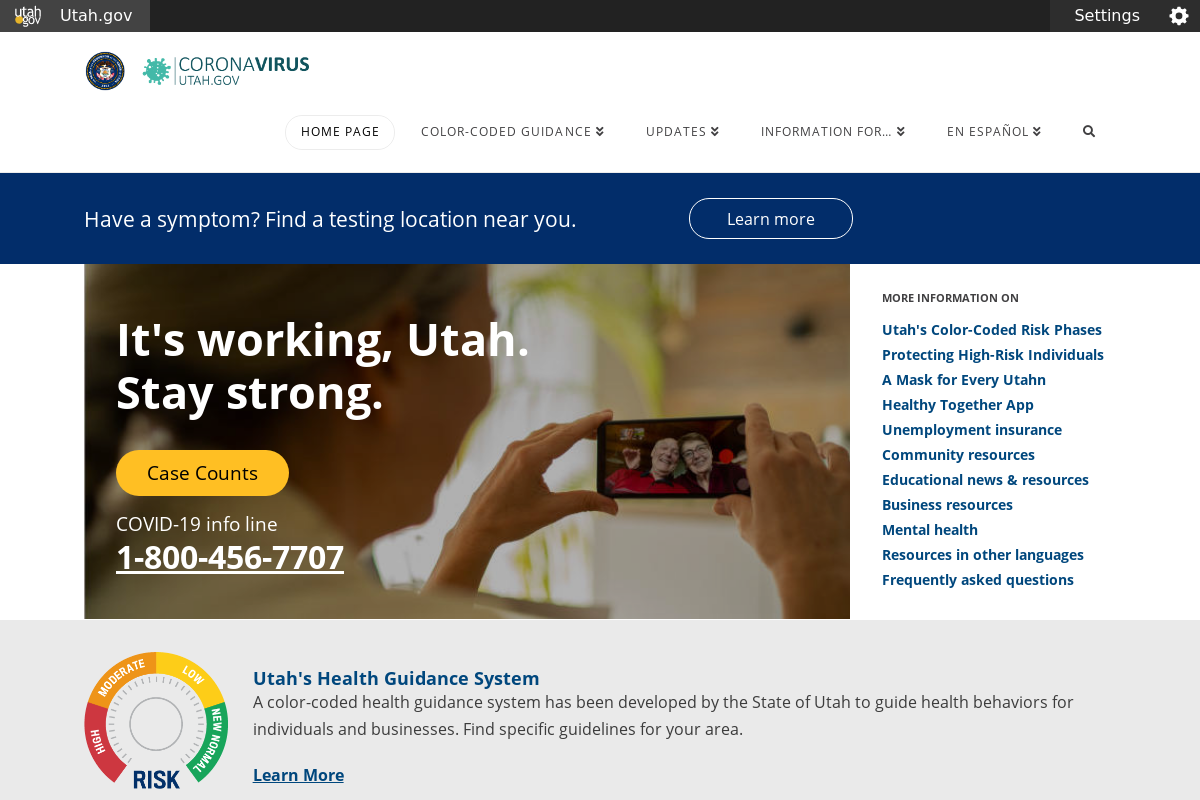 utah
gov
Utah.gov
Settings
CORONAVIRUS
UTAH.GOV
HOME PAGE
COLOR-CODED GUIDANCE
UPDATES
INFORMATION FOR…
EN ESPAÑOL
Have a symptom? Find a testing location near you.
Learn more
It's working, Utah.
Stay strong.
Case Counts
COVID-19 info line
1-800-456-7707
MORE INFORMATION ON
Utah's Color-Coded Risk Phases
Protecting High-Risk Individuals
A Mask for Every Utahn
Healthy Together App
Unemployment insurance
Community resources
Educational news & resources
Business resources
Mental health
Resources in other languages
Frequently asked questions
HIGH
MODERATE
LOW
NEW NORMAL
RISK
Utah's Health Guidance System
A color-coded health guidance system has been developed by the State of Utah to guide health behaviors for
individuals and businesses. Find specific guidelines for your area.
Learn More